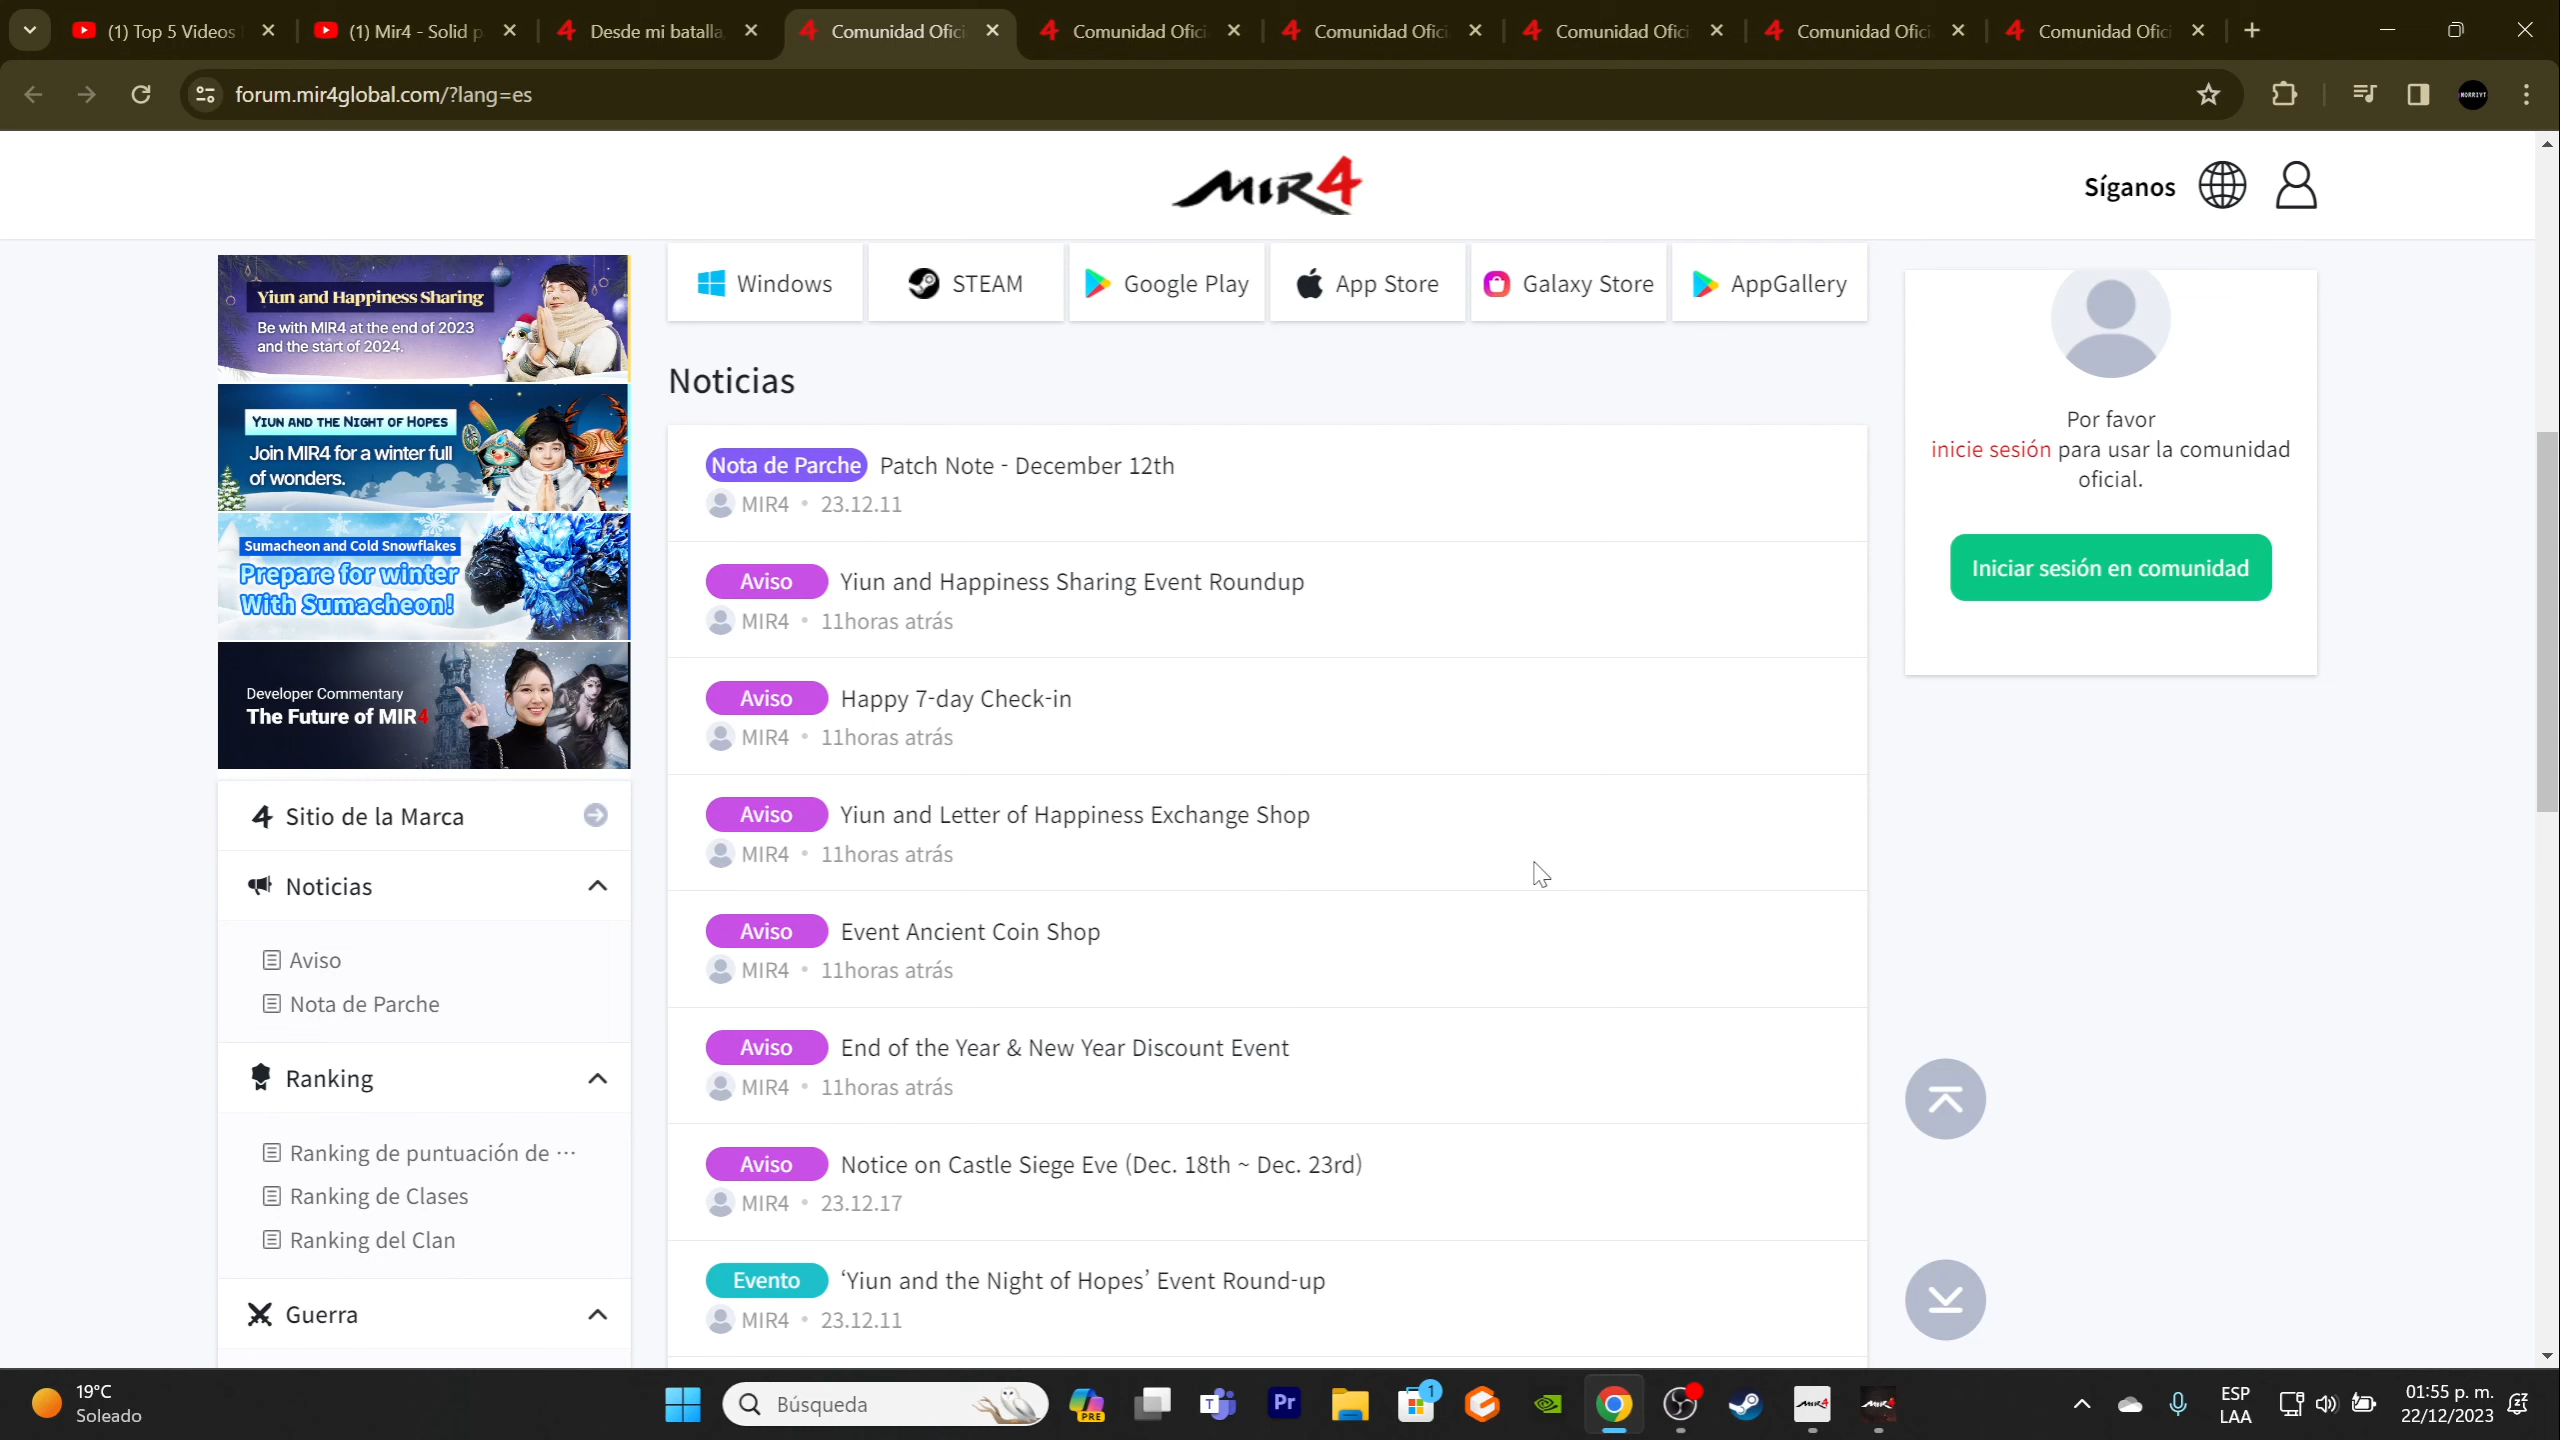 (1) Top 5 Videos
(1) Mir4 - Solid p
Desde mi batalla,
Comunidad Ofici
Comunidad Ofici
Comunidad Ofici
Comunidad Ofici
Comunidad Ofici
Comunidad Ofici
forum.mir4global.com/?lang=es
MIR4
Síganos
Yiun and Happiness Sharing
Be with MIR4 at the end of 2023
and the start of 2024.
YIUN AND THE NIGHT OF HOPES
Join MIR4 for a winter full
of wonders.
Sumacheon and Cold Snowflakes
Prepare for winter
With Sumacheon!
Developer Commentary
The Future of MIR4
Sitio de la Marca
Noticias
Aviso
Nota de Parche
Ranking
Ranking de puntuación de ···
Ranking de Clases
Ranking del Clan
Guerra
Windows
STEAM
Google Play
App Store
Galaxy Store
AppGallery
Noticias
Nota de Parche Patch Note - December 12th
MIR4 • 23.12.11
Aviso Yiun and Happiness Sharing Event Roundup
MIR4 • 11horas atrás
Aviso Happy 7-day Check-in
MIR4 • 11horas atrás
Aviso Yiun and Letter of Happiness Exchange Shop
MIR4 • 11horas atrás
Aviso Event Ancient Coin Shop
MIR4 • 11horas atrás
Aviso End of the Year & New Year Discount Event
MIR4 • 11horas atrás
Aviso Notice on Castle Siege Eve (Dec. 18th ~ Dec. 23rd)
MIR4 • 23.12.17
Evento ‘Yiun and the Night of Hopes’ Event Round-up
MIR4 • 23.12.11
Por favor
inicie sesión para usar la comunidad
oficial.
Iniciar sesión en comunidad
19°C
Soleado
Búsqueda
PRE
T
Pr
1
MIR4
MIR4
ESP
LAA
01:55 p. m.
22/12/2023